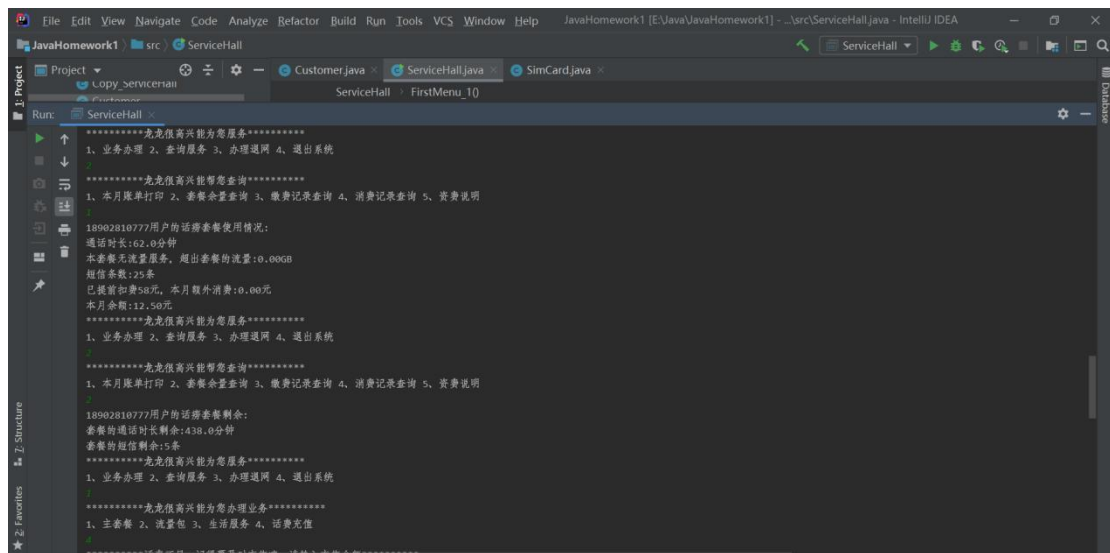 File Edit View Navigate Code Analyze Refactor Build Run Tools VCS Window Help JavaHomework1 [E:\Java\JavaHomework1] - ...\src\ServiceHall.java - IntelliJ IDEA
JavaHomework1 src ServiceHall ServiceHall
Project Customer.java ServiceHall.java SimCard.java
Copy_ServiceHall ServiceHall FirstMenu_1()
Customer
Run: ServiceHall
**********龙龙很高兴能为您服务**********
1、业务办理 2、查询服务 3、办理退网 4、退出系统
2
**********龙龙很高兴能帮您查询**********
1、本月账单打印 2、套餐余量查询 3、缴费记录查询 4、消费记录查询 5、资费说明
1
18902810777用户的话痨套餐使用情况:
通话时长:62.0分钟
本套餐无流量服务, 超出套餐的流量:0.00GB
短信条数:25条
已提前扣费58元, 本月额外消费:0.00元
本月余额:12.50元
**********龙龙很高兴能为您服务**********
1、业务办理 2、查询服务 3、办理退网 4、退出系统
2
**********龙龙很高兴能帮您查询**********
1、本月账单打印 2、套餐余量查询 3、缴费记录查询 4、消费记录查询 5、资费说明
2
18902810777用户的话痨套餐剩余:
套餐的通话时长剩余:438.0分钟
套餐的短信剩余:5条
**********龙龙很高兴能为您服务**********
1、业务办理 2、查询服务 3、办理退网 4、退出系统
1
**********龙龙很高兴能为您办理业务**********
1、主套餐 2、流量包 3、生活服务 4、话费充值
4
1: Project
7: Structure
2: Favorites
Database